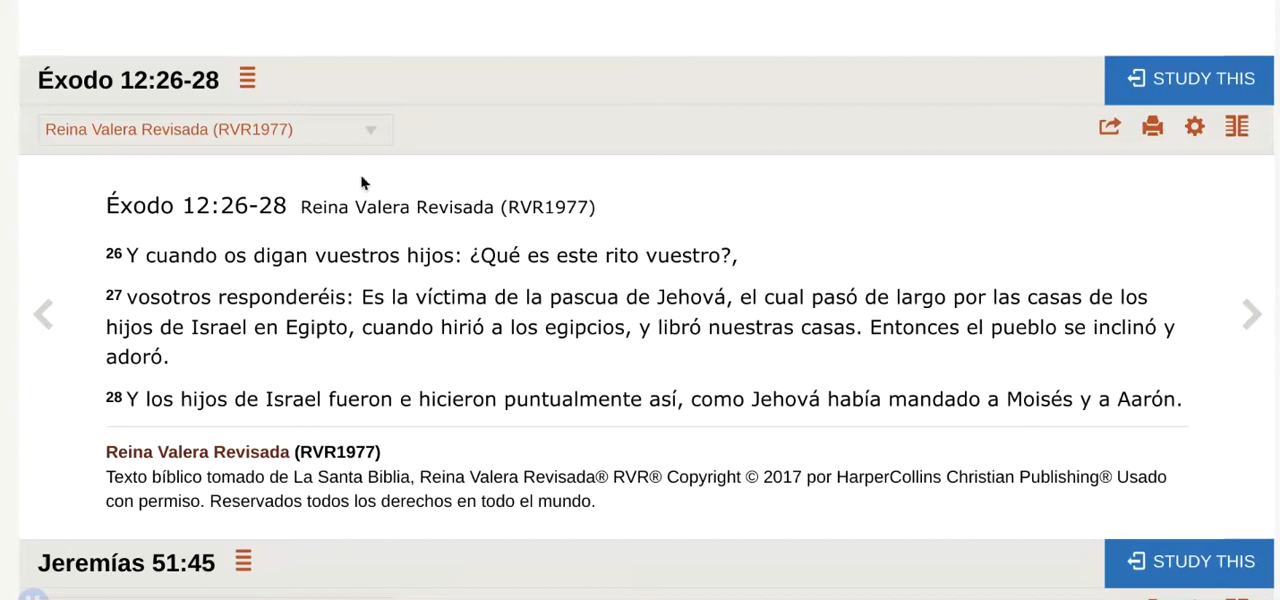 Éxodo 12:26-28
STUDY THIS
Reina Valera Revisada (RVR1977)
Éxodo 12:26-28 Reina Valera Revisada (RVR1977)
26 Y cuando os digan vuestros hijos: ¿Qué es este rito vuestro?,
27 vosotros responderéis: Es la víctima de la pascua de Jehová, el cual pasó de largo por las casas de los
hijos de Israel en Egipto, cuando hirió a los egipcios, y libró nuestras casas. Entonces el pueblo se inclinó y
adoró.
28 Y los hijos de Israel fueron e hicieron puntualmente así, como Jehová había mandado a Moisés y a Aarón.
Reina Valera Revisada (RVR1977)
Texto bíblico tomado de La Santa Biblia, Reina Valera Revisada® RVR® Copyright © 2017 por HarperCollins Christian Publishing® Usado
con permiso. Reservados todos los derechos en todo el mundo.
Jeremías 51:45
STUDY THIS